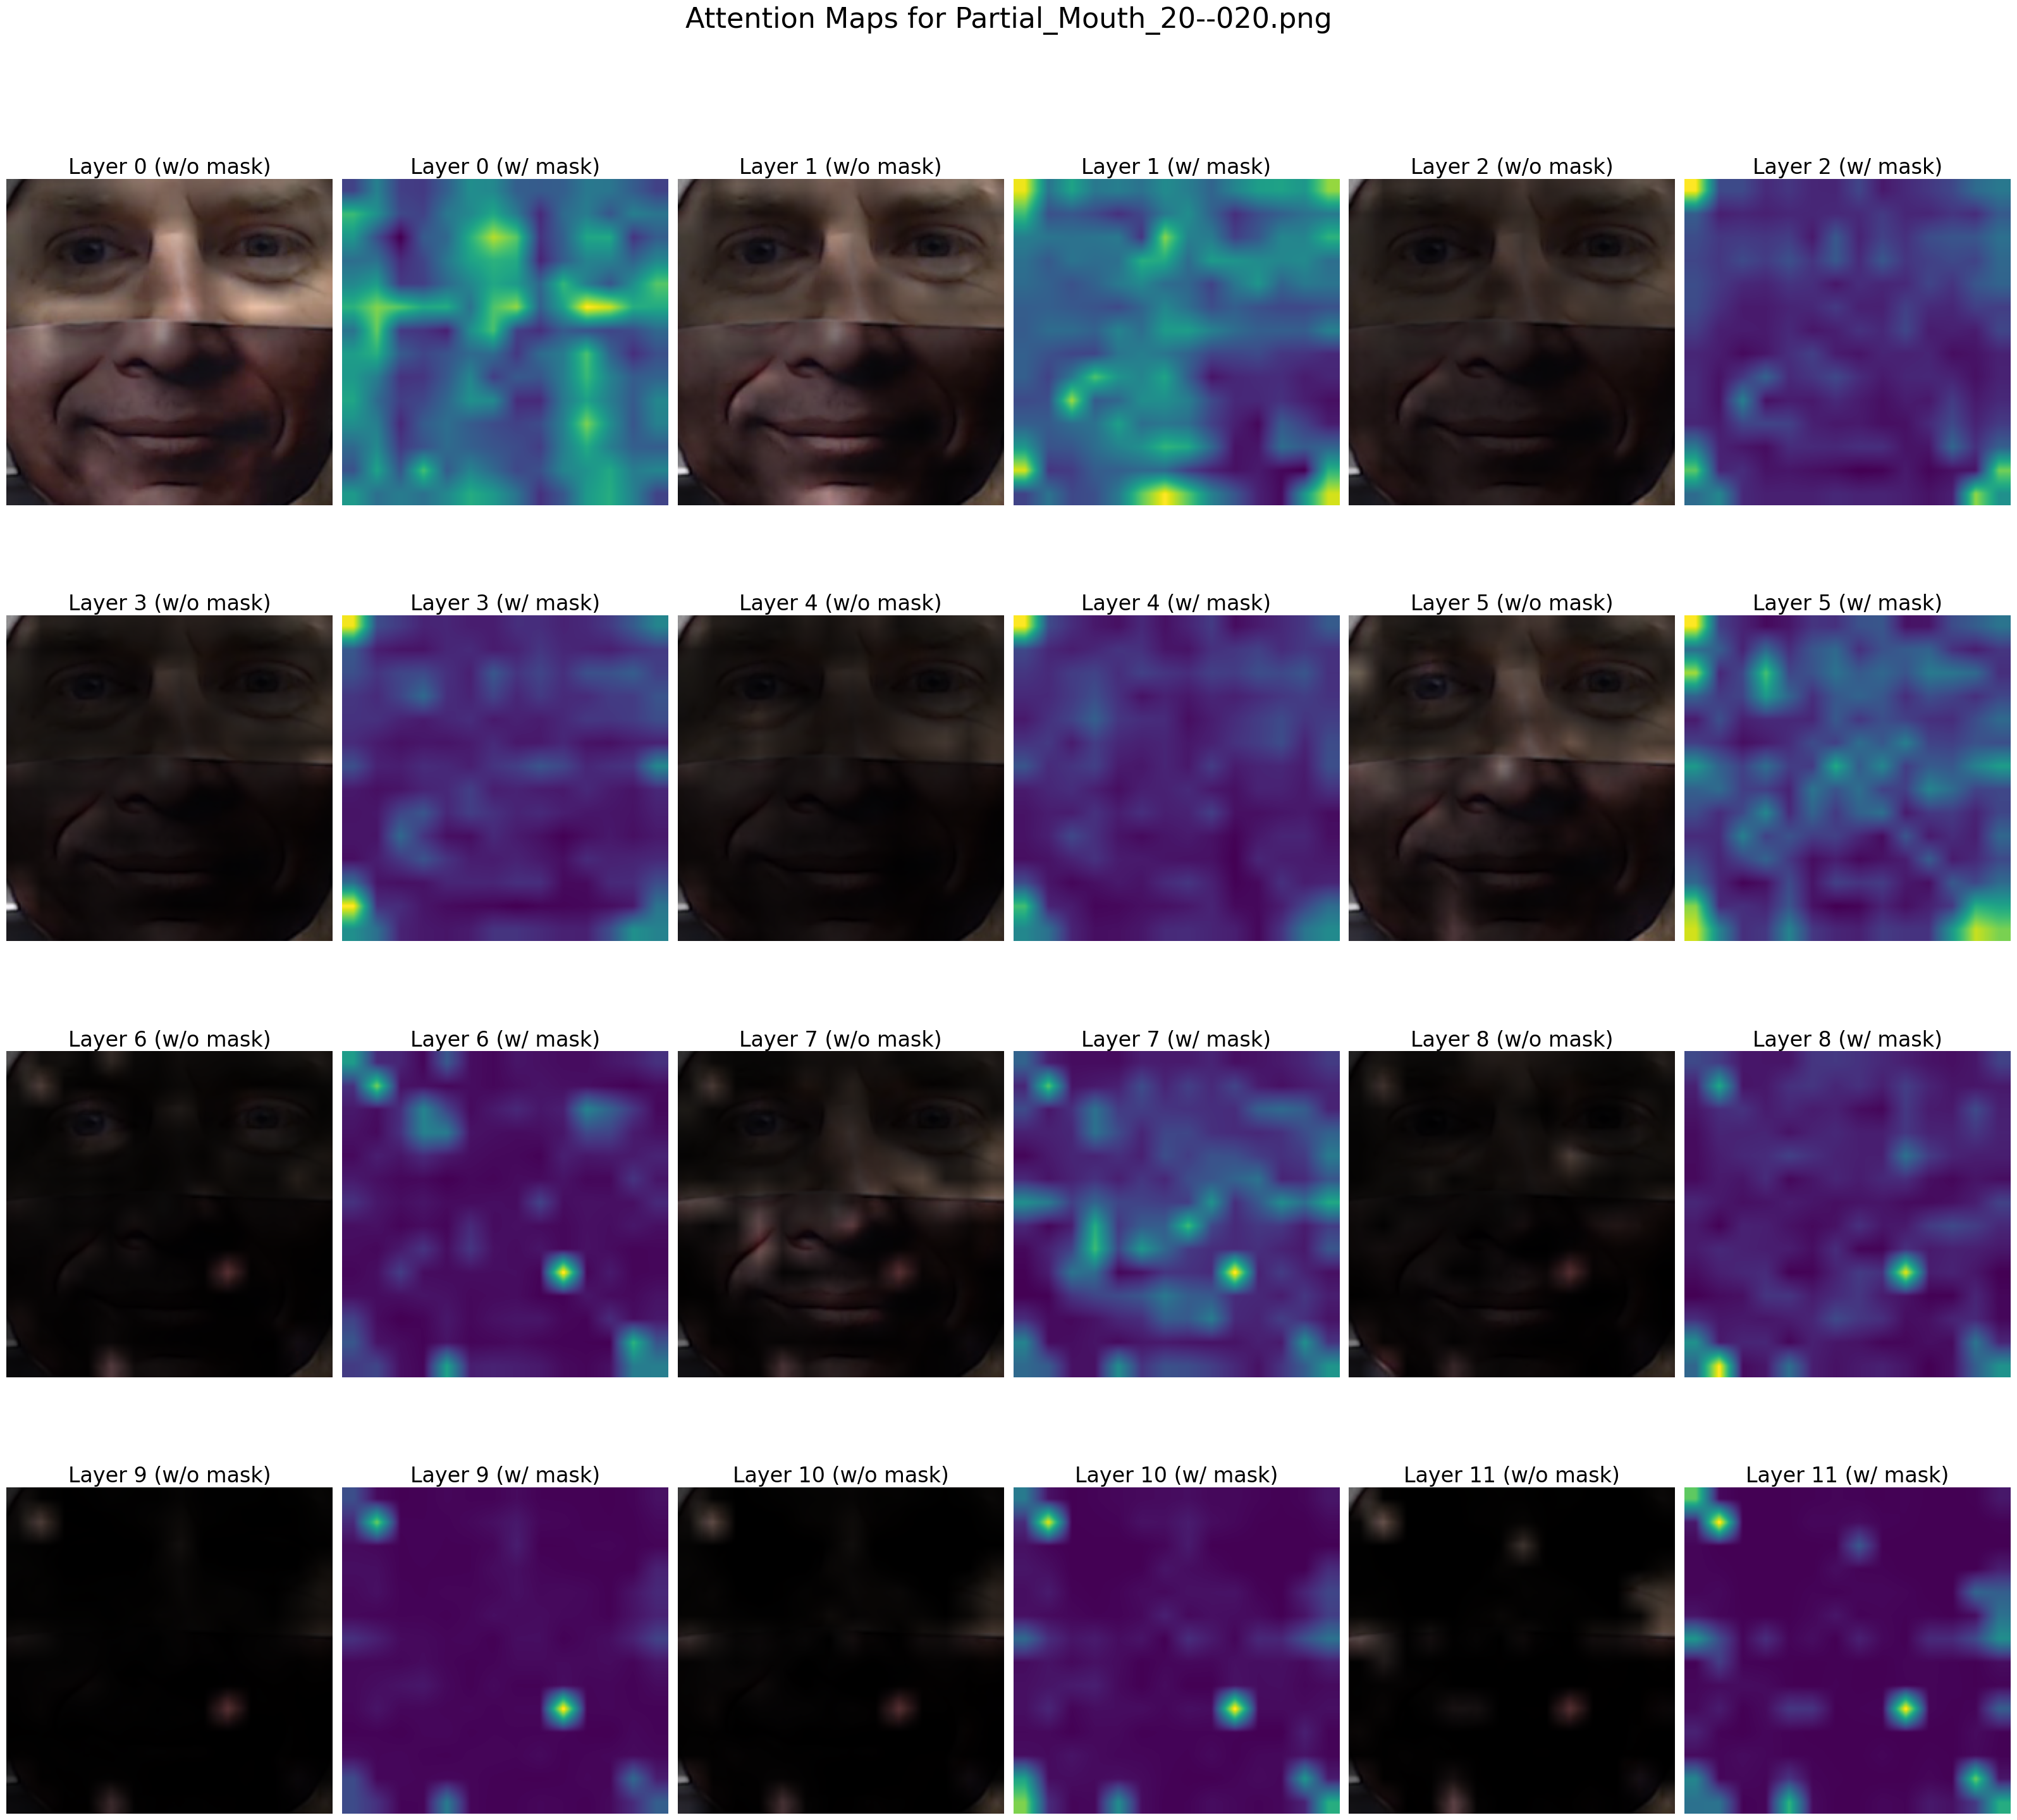 Attention Maps for Partial_Mouth_20--020.png
Layer 0 (w/o mask)
Layer 0 (w/ mask)
Layer 1 (w/o mask)
Layer 1 (w/ mask)
Layer 2 (w/o mask)
Layer 2 (w/ mask)
Layer 3 (w/o mask)
Layer 3 (w/ mask)
Layer 4 (w/o mask)
Layer 4 (w/ mask)
Layer 5 (w/o mask)
Layer 5 (w/ mask)
Layer 6 (w/o mask)
Layer 6 (w/ mask)
Layer 7 (w/o mask)
Layer 7 (w/ mask)
Layer 8 (w/o mask)
Layer 8 (w/ mask)
Layer 9 (w/o mask)
Layer 9 (w/ mask)
Layer 10 (w/o mask)
Layer 10 (w/ mask)
Layer 11 (w/o mask)
Layer 11 (w/ mask)